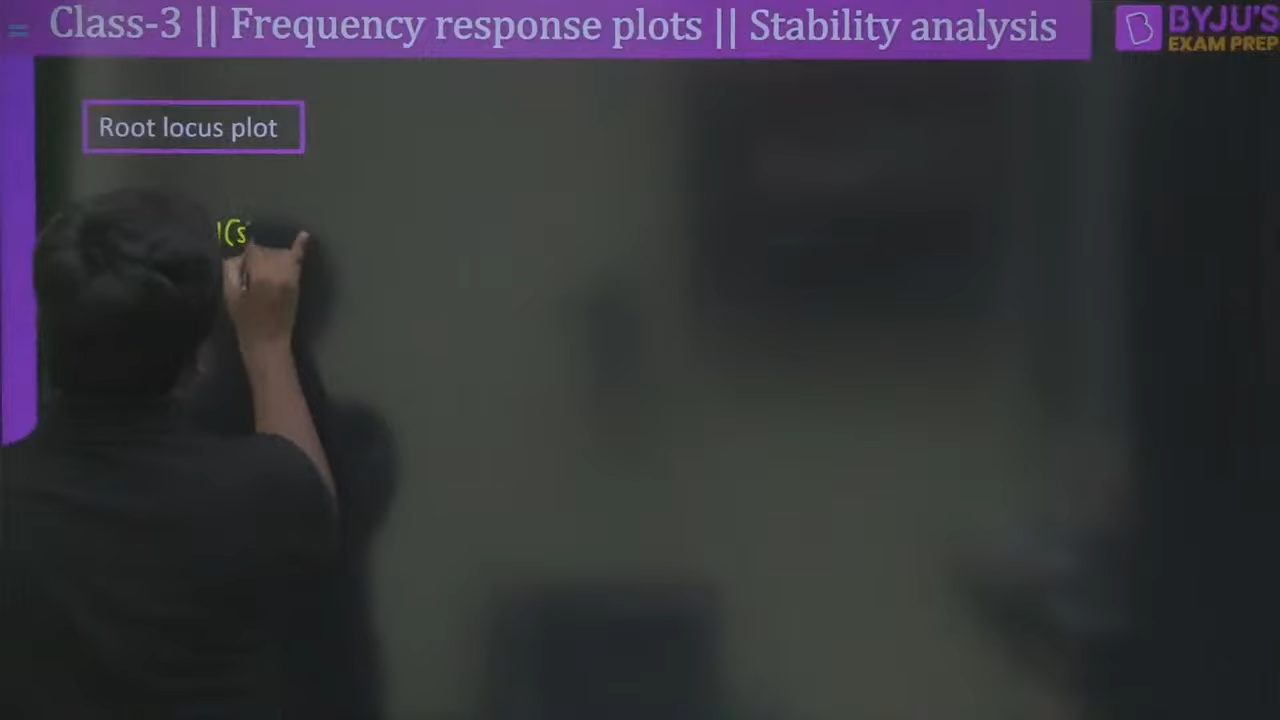 Class-3 || Frequency response plots || Stability analysis
BYJU'S
EXAM PREP
Root locus plot
(s